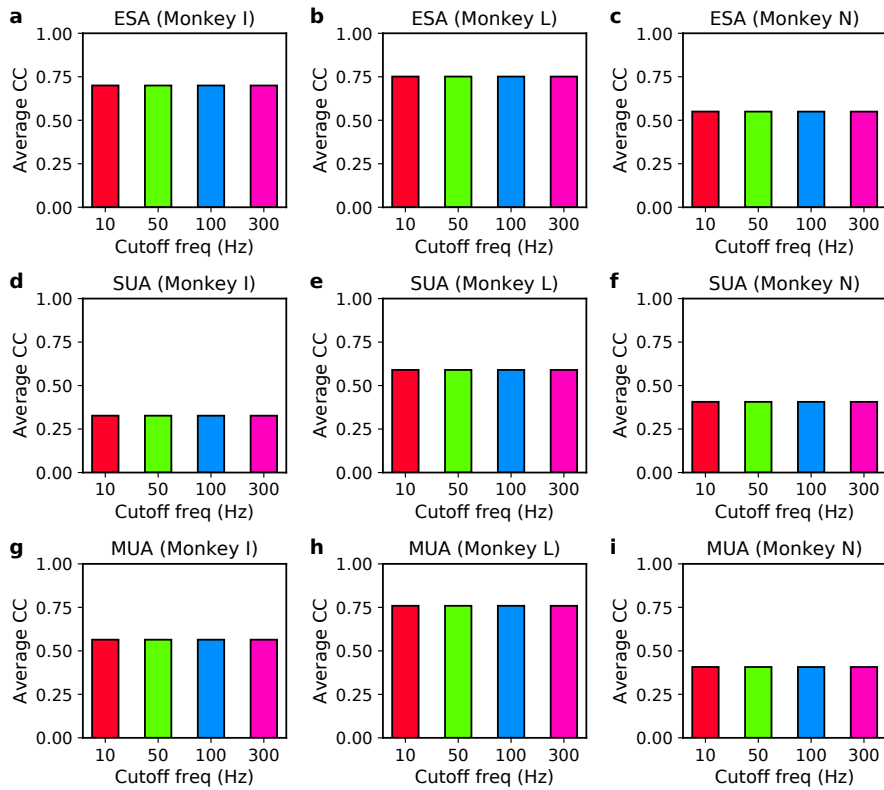 a ESA (Monkey I)
1.00
0.75
0.50
0.25
0.00
Average CC
10 50 100 300
Cutoff freq (Hz)
b ESA (Monkey L)
1.00
0.75
0.50
0.25
0.00
Average CC
10 50 100 300
Cutoff freq (Hz)
c ESA (Monkey N)
1.00
0.75
0.50
0.25
0.00
Average CC
10 50 100 300
Cutoff freq (Hz)
d SUA (Monkey I)
1.00
0.75
0.50
0.25
0.00
Average CC
10 50 100 300
Cutoff freq (Hz)
e SUA (Monkey L)
1.00
0.75
0.50
0.25
0.00
Average CC
10 50 100 300
Cutoff freq (Hz)
f SUA (Monkey N)
1.00
0.75
0.50
0.25
0.00
Average CC
10 50 100 300
Cutoff freq (Hz)
g MUA (Monkey I)
1.00
0.75
0.50
0.25
0.00
Average CC
10 50 100 300
Cutoff freq (Hz)
h MUA (Monkey L)
1.00
0.75
0.50
0.25
0.00
Average CC
10 50 100 300
Cutoff freq (Hz)
i MUA (Monkey N)
1.00
0.75
0.50
0.25
0.00
Average CC
10 50 100 300
Cutoff freq (Hz)